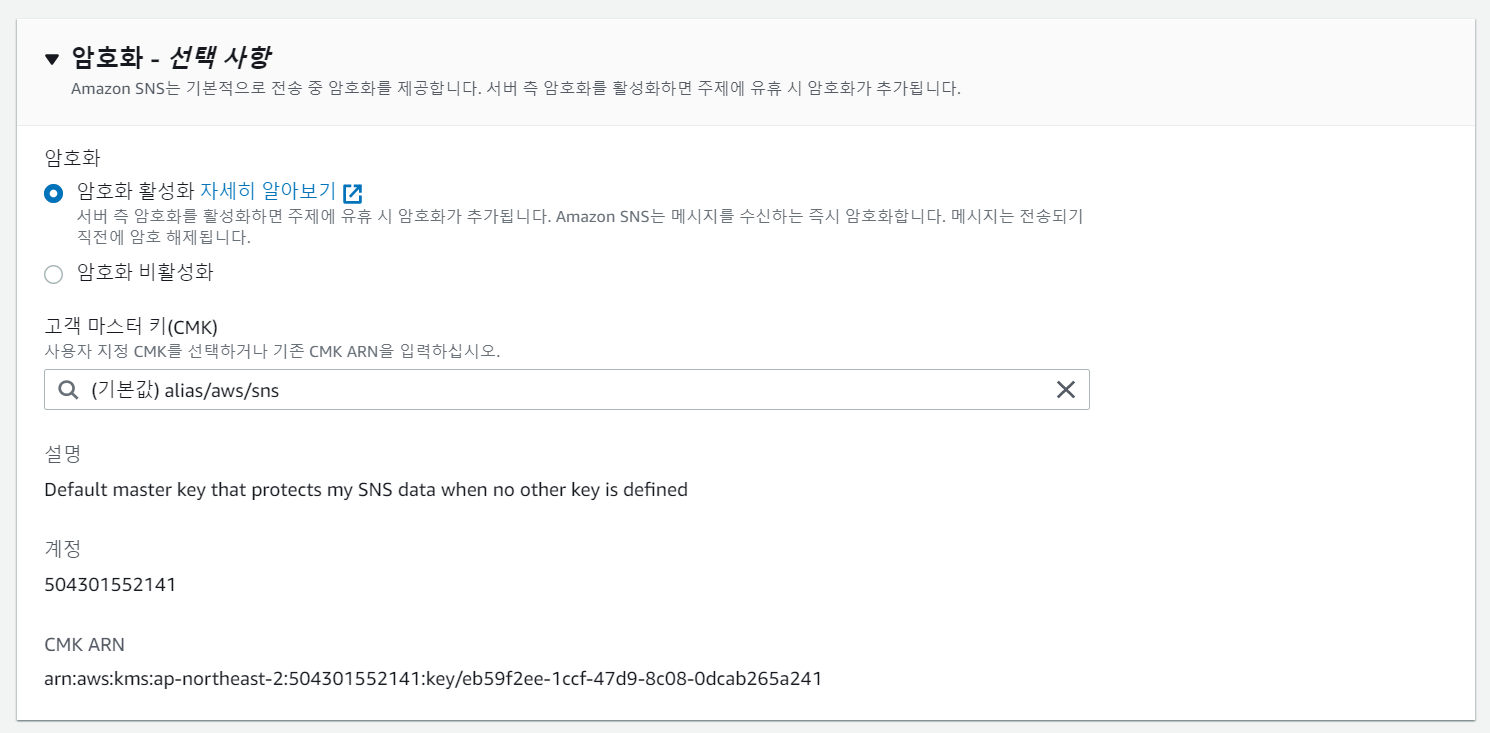 암호화 - 선택 사항
Amazon SNS는 기본적으로 전송 중 암호화를 제공합니다. 서버 측 암호화를 활성화하면 주제에 유휴 시 암호화가 추가됩니다.
암호화
암호화 활성화 자세히 알아보기
서버 측 암호화를 활성화하면 주제에 유휴 시 암호화가 추가됩니다. Amazon SNS는 메시지를 수신하는 즉시 암호화합니다. 메시지는 전송되기
직전에 암호 해제됩니다.
암호화 비활성화
고객 마스터 키(CMK)
사용자 지정 CMK를 선택하거나 기존 CMK ARN을 입력하십시오.
(기본값) alias/aws/sns
설명
Default master key that protects my SNS data when no other key is defined
계정
504301552141
CMK ARN
arn:aws:kms:ap-northeast-2:504301552141:key/eb59f2ee-1ccf-47d9-8c08-0dcab265a241